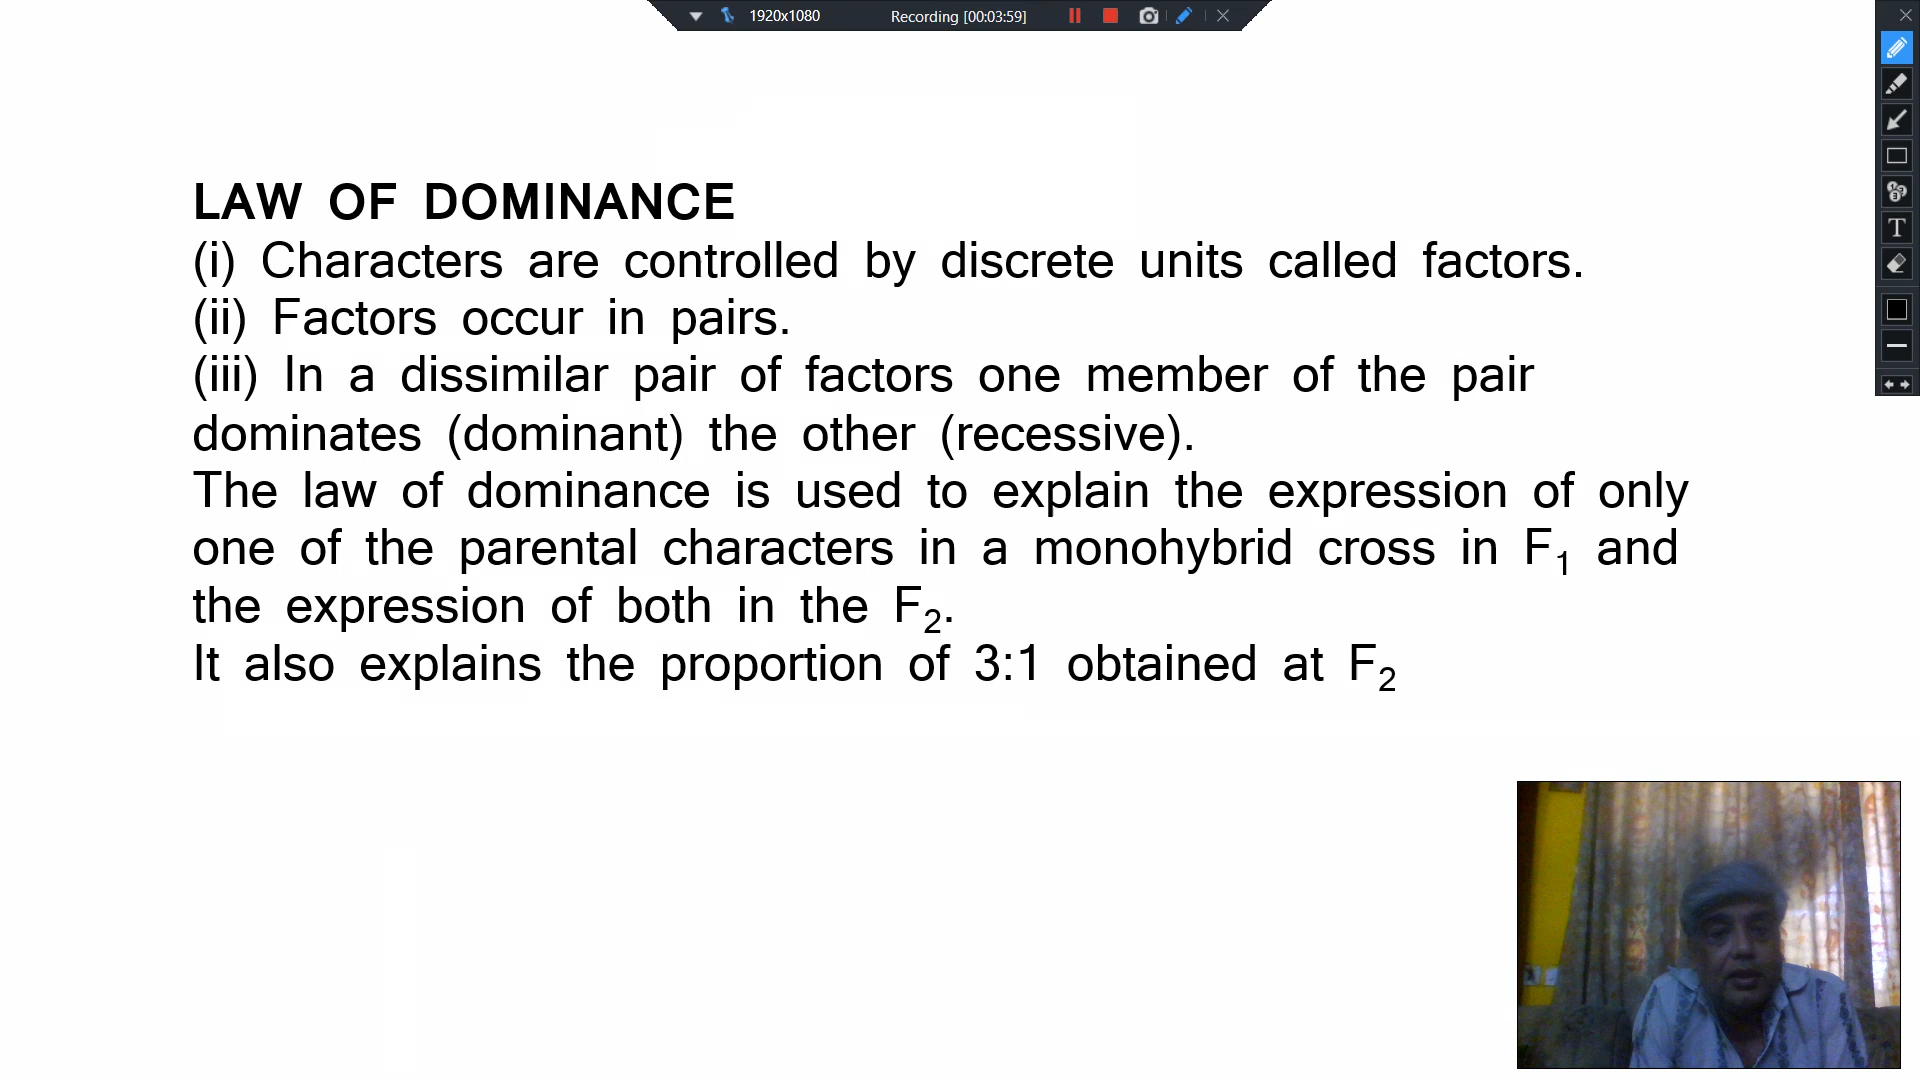 1920x1080 Recording [00:03:59]
LAW OF DOMINANCE
(i) Characters are controlled by discrete units called factors.
(ii) Factors occur in pairs.
(iii) In a dissimilar pair of factors one member of the pair
dominates (dominant) the other (recessive).
The law of dominance is used to explain the expression of only
one of the parental characters in a monohybrid cross in F₁ and
the expression of both in the F₂.
It also explains the proportion of 3:1 obtained at F₂
T